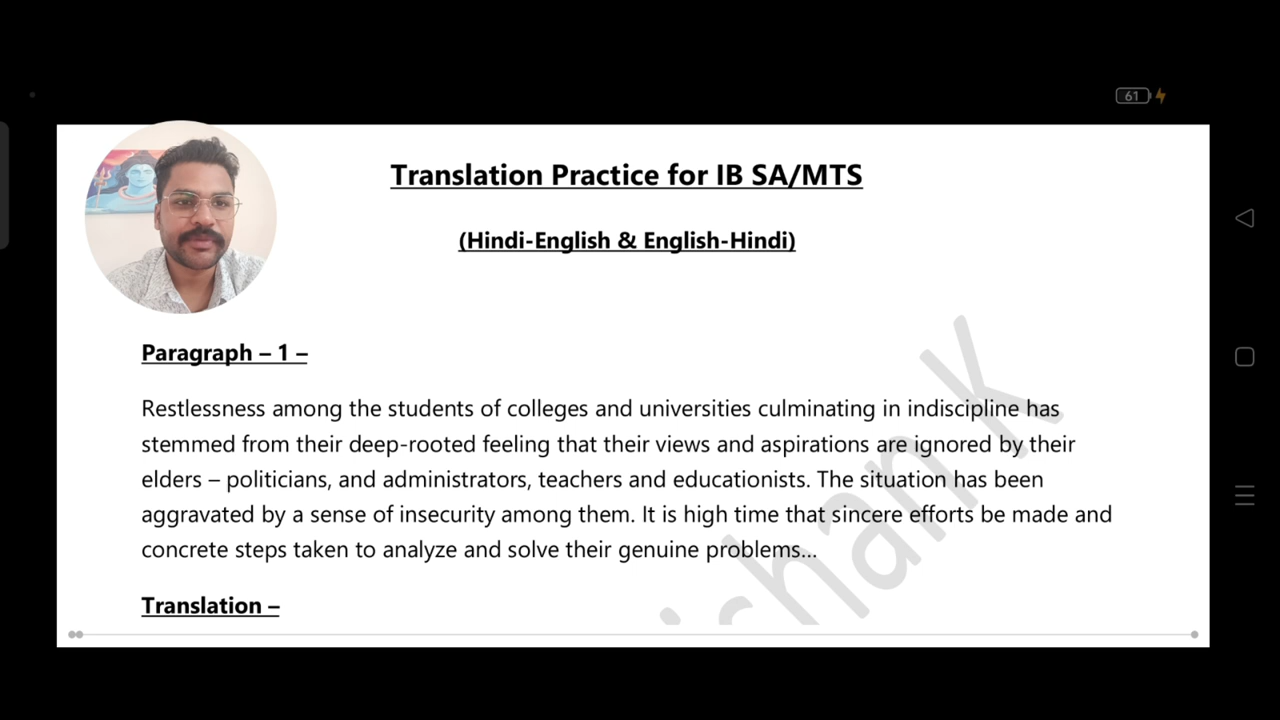 61
Translation Practice for IB SA/MTS
(Hindi-English & English-Hindi)
Paragraph – 1 –
Restlessness among the students of colleges and universities culminating in indiscipline has
stemmed from their deep-rooted feeling that their views and aspirations are ignored by their
elders – politicians, and administrators, teachers and educationists. The situation has been
aggravated by a sense of insecurity among them. It is high time that sincere efforts be made and
concrete steps taken to analyze and solve their genuine problems...
Translation –